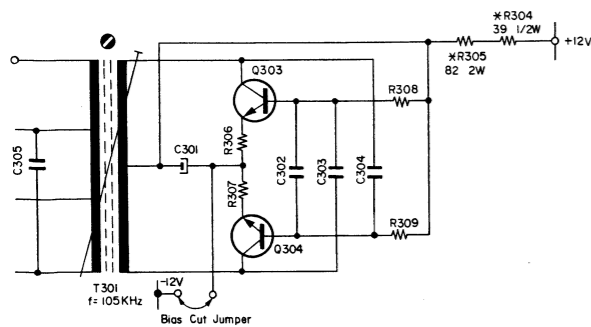 *R304
39 1/2W
+12V
*R305
82 2W
Q303
R308
R306
C305
C301
C302
C303
C304
R307
R309
Q304
T301
f=105KHz
-12V
Bias Cut Jumper